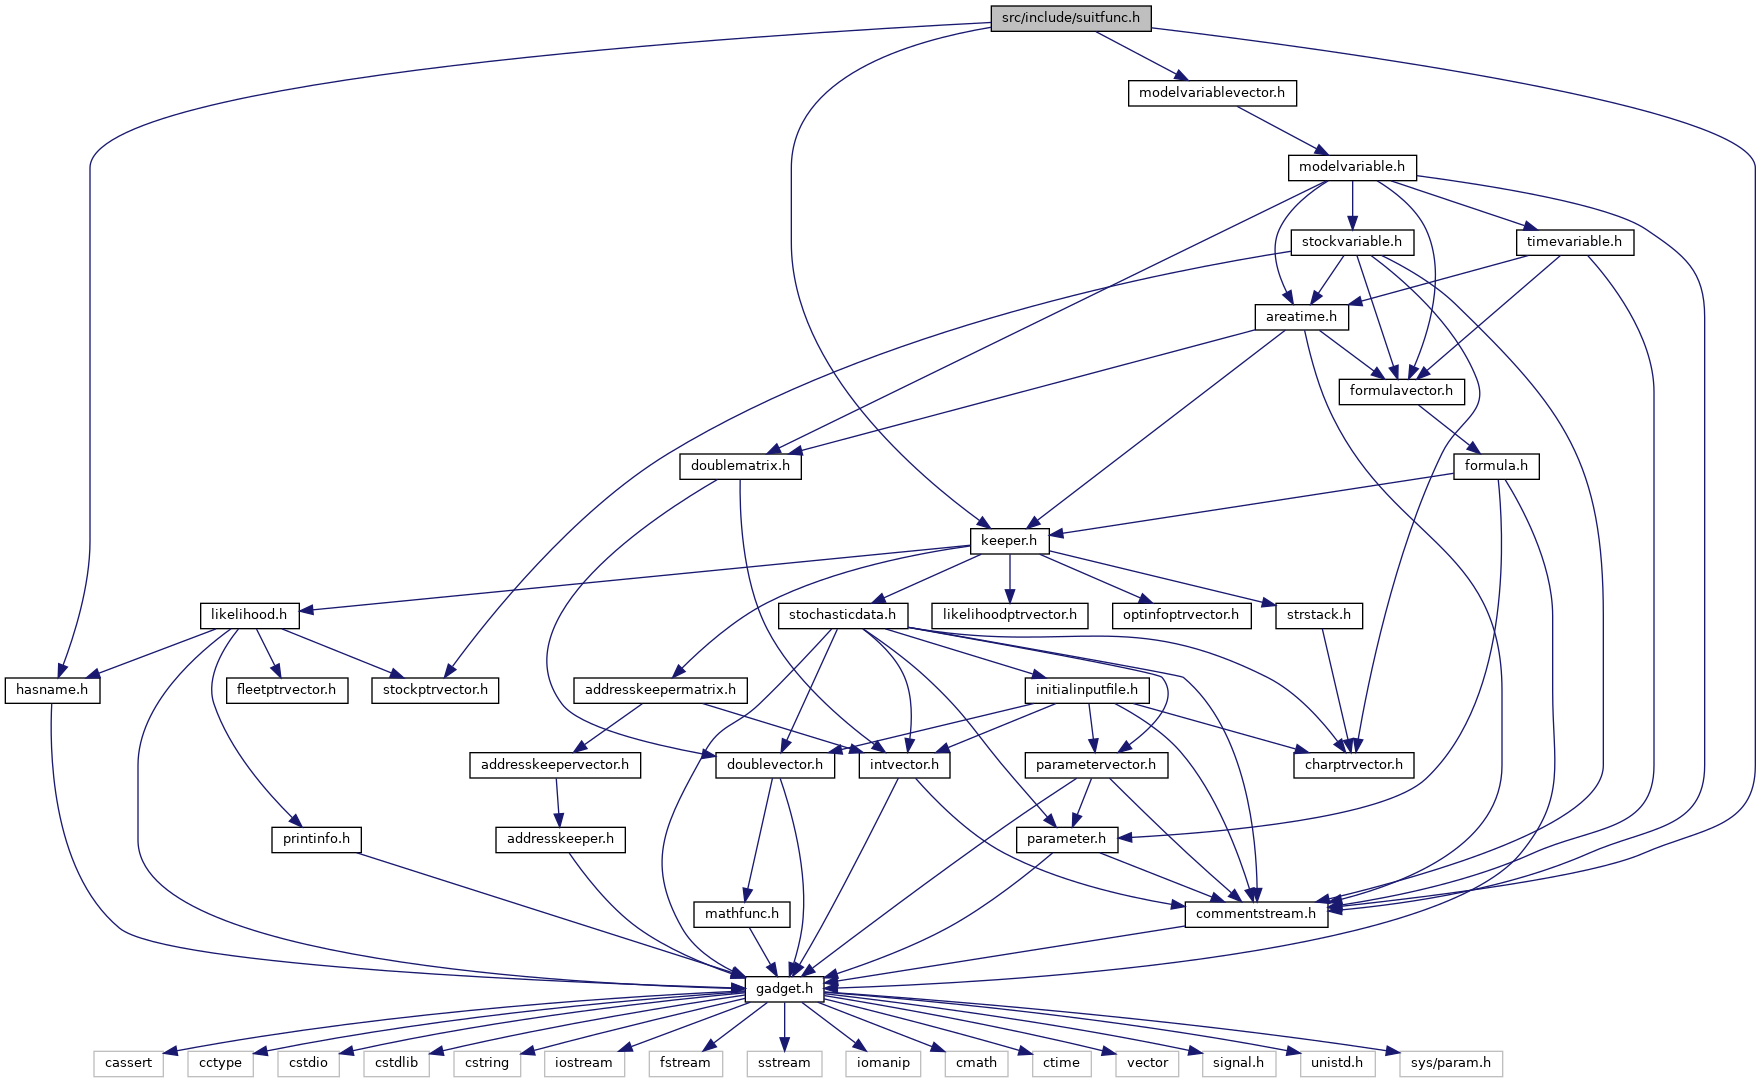 src/include/suitfunc.h
modelvariablevector.h
modelvariable.h
stockvariable.h
timevariable.h
areatime.h
formulavector.h
doublematrix.h
formula.h
keeper.h
likelihood.h
stochasticdata.h
likelihoodptrvector.h
optinfoptrvector.h
strstack.h
hasname.h
fleetptrvector.h
stockptrvector.h
addresskeepermatrix.h
initialinputfile.h
addresskeepervector.h
doublevector.h
intvector.h
parametervector.h
charptrvector.h
printinfo.h
addresskeeper.h
parameter.h
mathfunc.h
commentstream.h
gadget.h
cassert
cctype
cstdio
cstdlib
cstring
iostream
fstream
sstream
iomanip
cmath
ctime
vector
signal.h
unistd.h
sys/param.h